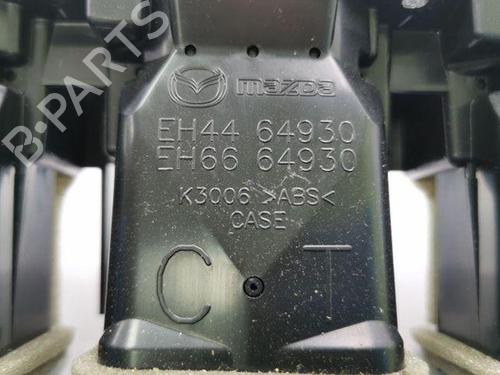 B-PARTS
mazda
EH44 64930
EH66 64930
K3006 >ABS<
CASE
C T